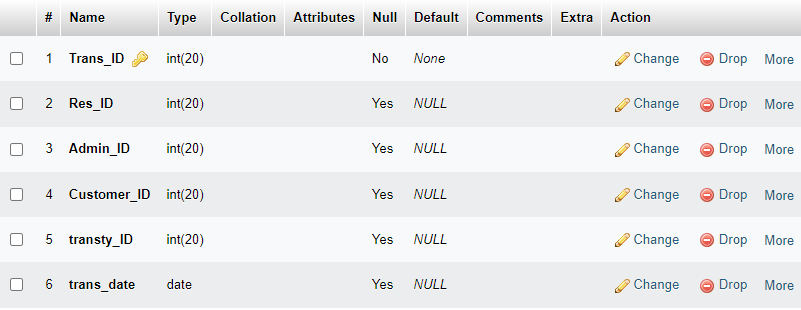 # Name Type Collation Attributes Null Default Comments Extra Action
1 Trans_ID int(20) No None Change Drop More
2 Res_ID int(20) Yes NULL Change Drop More
3 Admin_ID int(20) Yes NULL Change Drop More
4 Customer_ID int(20) Yes NULL Change Drop More
5 transty_ID int(20) Yes NULL Change Drop More
6 trans_date date Yes NULL Change Drop More